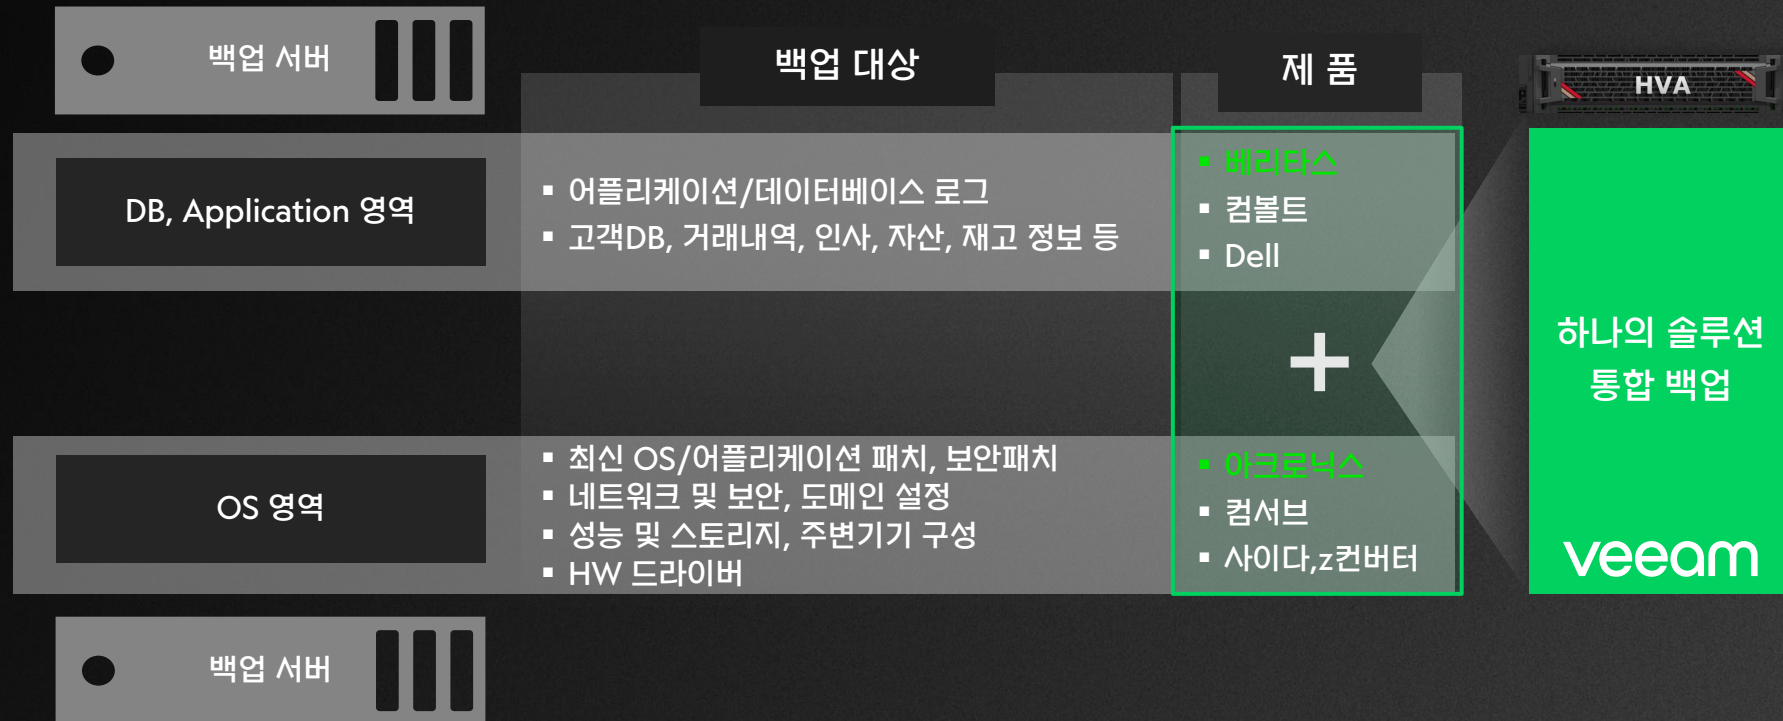 백업 서버
백업 대상
제 품
HVA
DB, Application 영역
▪ 어플리케이션/데이터베이스 로그
▪ 고객DB, 거래내역, 인사, 자산, 재고 정보 등
▪ 베리타스
▪ 컴볼트
▪ Dell
+
하나의 솔루션
통합 백업
veeam
OS 영역
▪ 최신 OS/어플리케이션 패치, 보안패치
▪ 네트워크 및 보안, 도메인 설정
▪ 성능 및 스토리지, 주변기기 구성
▪ HW 드라이버
▪ 아크로닉스
▪ 컴서브
▪ 사이다,z컨버터
백업 서버